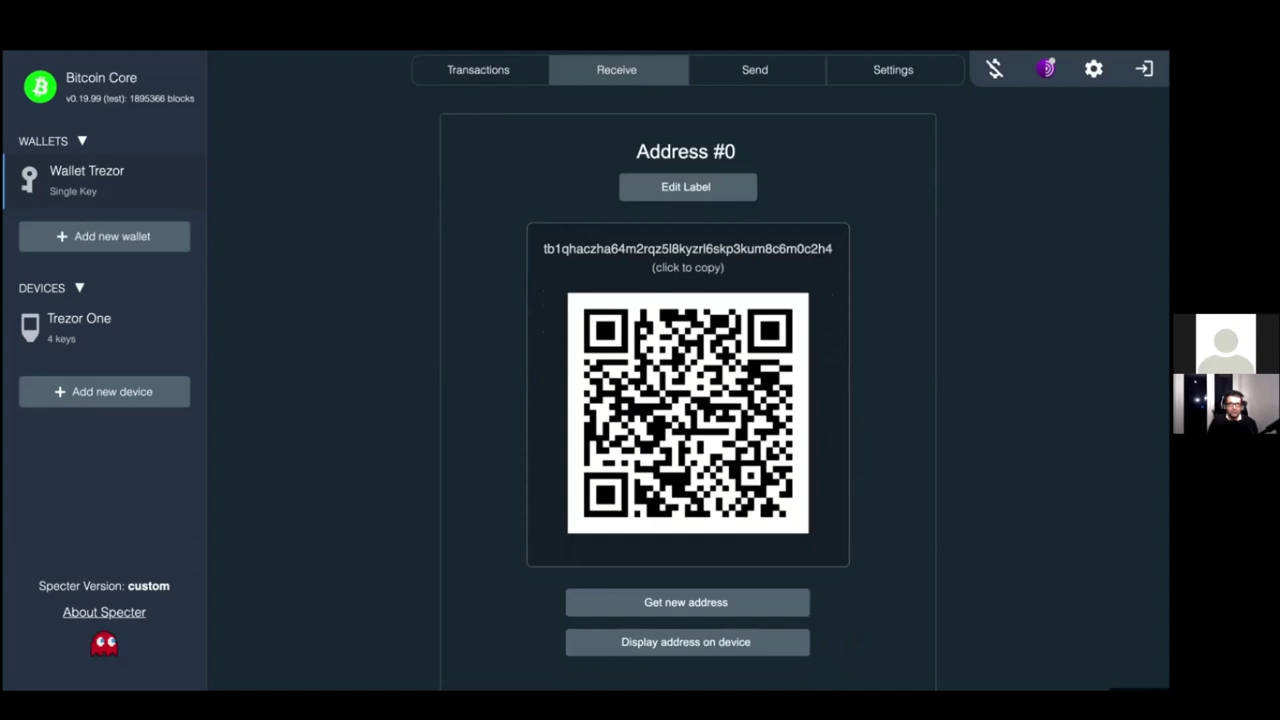 Bitcoin Core
v0.19.99 (test): 1895366 blocks
WALLETS ▼
Wallet Trezor
Single Key
+ Add new wallet
DEVICES ▼
Trezor One
4 keys
+ Add new device
Specter Version: custom
About Specter
Transactions Receive Send Settings
Address #0
Edit Label
tb1qhaczha64m2rqz5l8kyzrl6skp3kum8c6m0c2h4
(click to copy)
Get new address
Display address on device